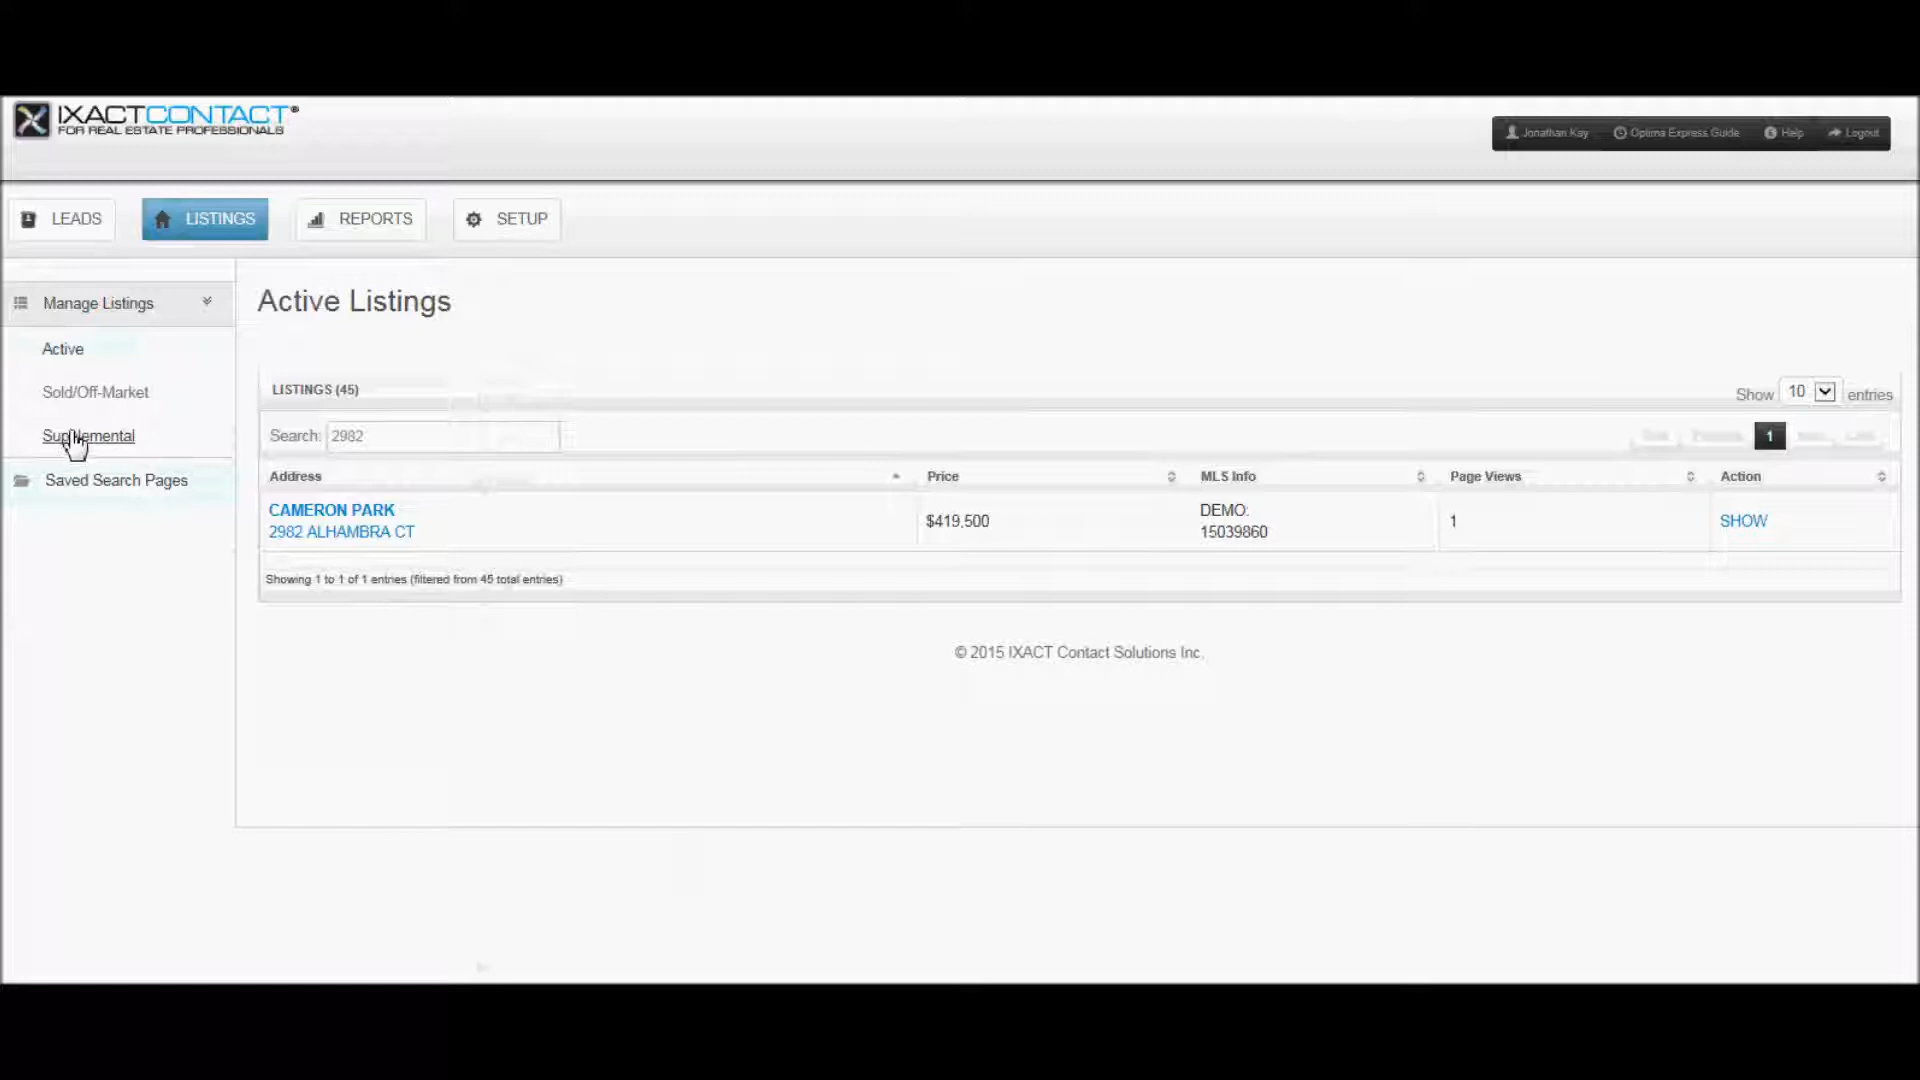 IXACTCONTACT®
FOR REAL ESTATE PROFESSIONALS
Jonathan Kay
Optima Express Guide
Help
Logout
LEADS
LISTINGS
REPORTS
SETUP
Manage Listings
Active
Sold/Off-Market
Supplemental
Saved Search Pages
Active Listings
LISTINGS (45)
Show 10 entries
Search: 2982
1
Address
Price
MLS Info
Page Views
Action
CAMERON PARK
2982 ALHAMBRA CT
$419,500
DEMO:
15039860
1
SHOW
Showing 1 to 1 of 1 entries (filtered from 45 total entries)
© 2015 IXACT Contact Solutions Inc.